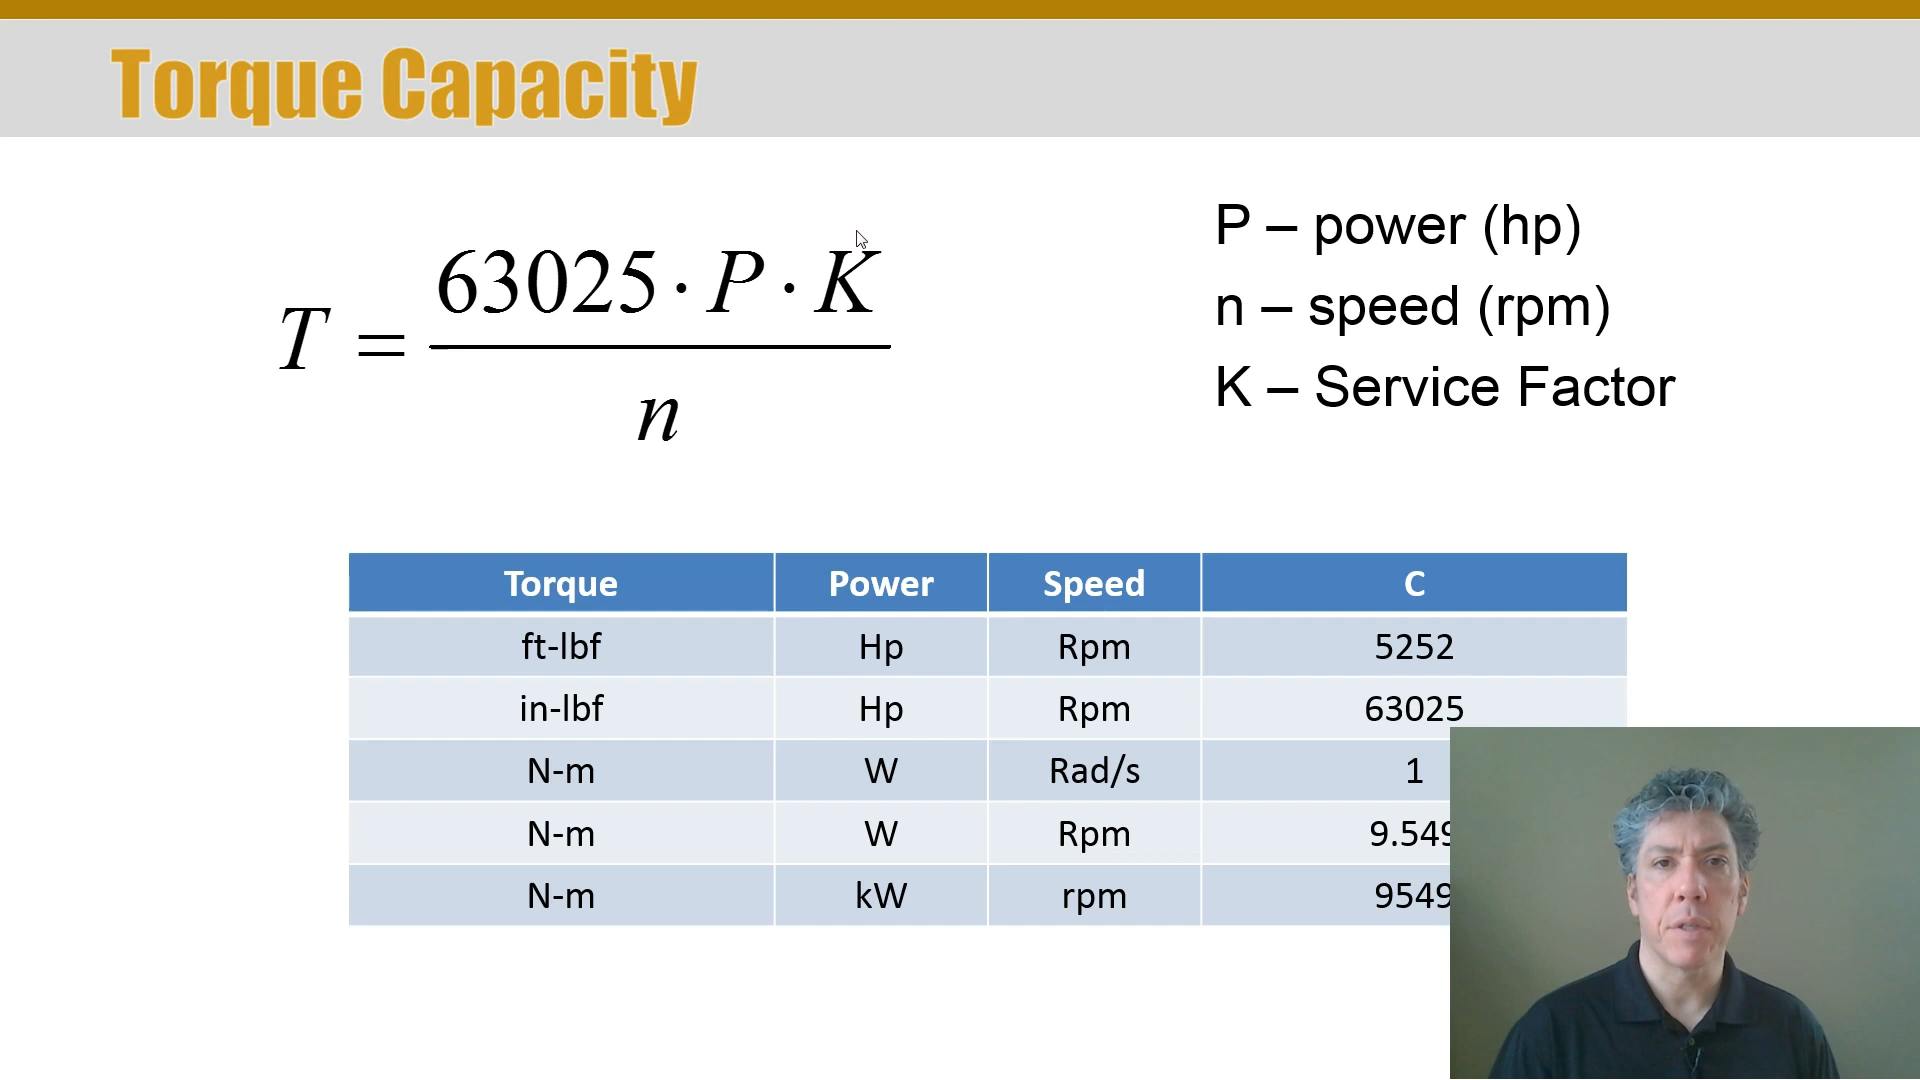 Torque Capacity
T = 63025 · P · K
n
P – power (hp)
n – speed (rpm)
K – Service Factor
Torque Power Speed C
ft-lbf Hp Rpm 5252
in-lbf Hp Rpm 63025
N-m W Rad/s 1
N-m W Rpm 9.549
N-m kW rpm 9549